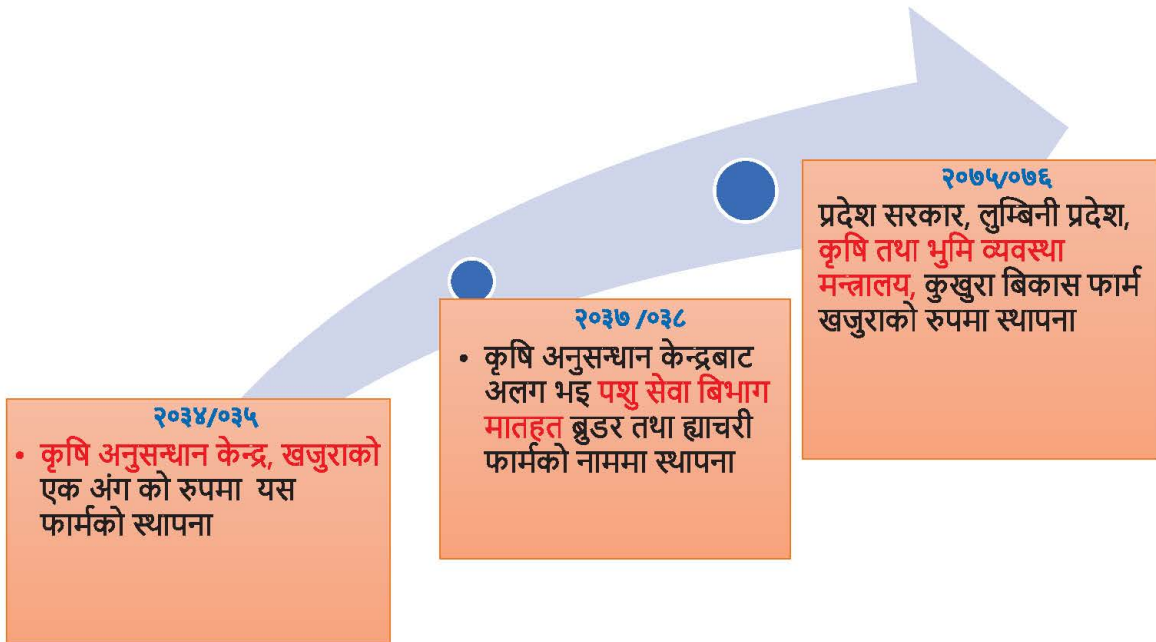 २०३४/०३५
• कृषि अनुसन्धान केन्द्र, खजुराको
एक अंग को रुपमा यस
फार्मको स्थापना
२०३७ /०३८
• कृषि अनुसन्धान केन्द्रबाट
अलग भइ पशु सेवा बिभाग
मातहत ब्रुडर तथा ह्याचरी
फार्मको नाममा स्थापना
२०७५/०७६
प्रदेश सरकार, लुम्बिनी प्रदेश,
कृषि तथा भुमि व्यवस्था
मन्त्रालय, कुखुरा बिकास फार्म
खजुराको रुपमा स्थापना